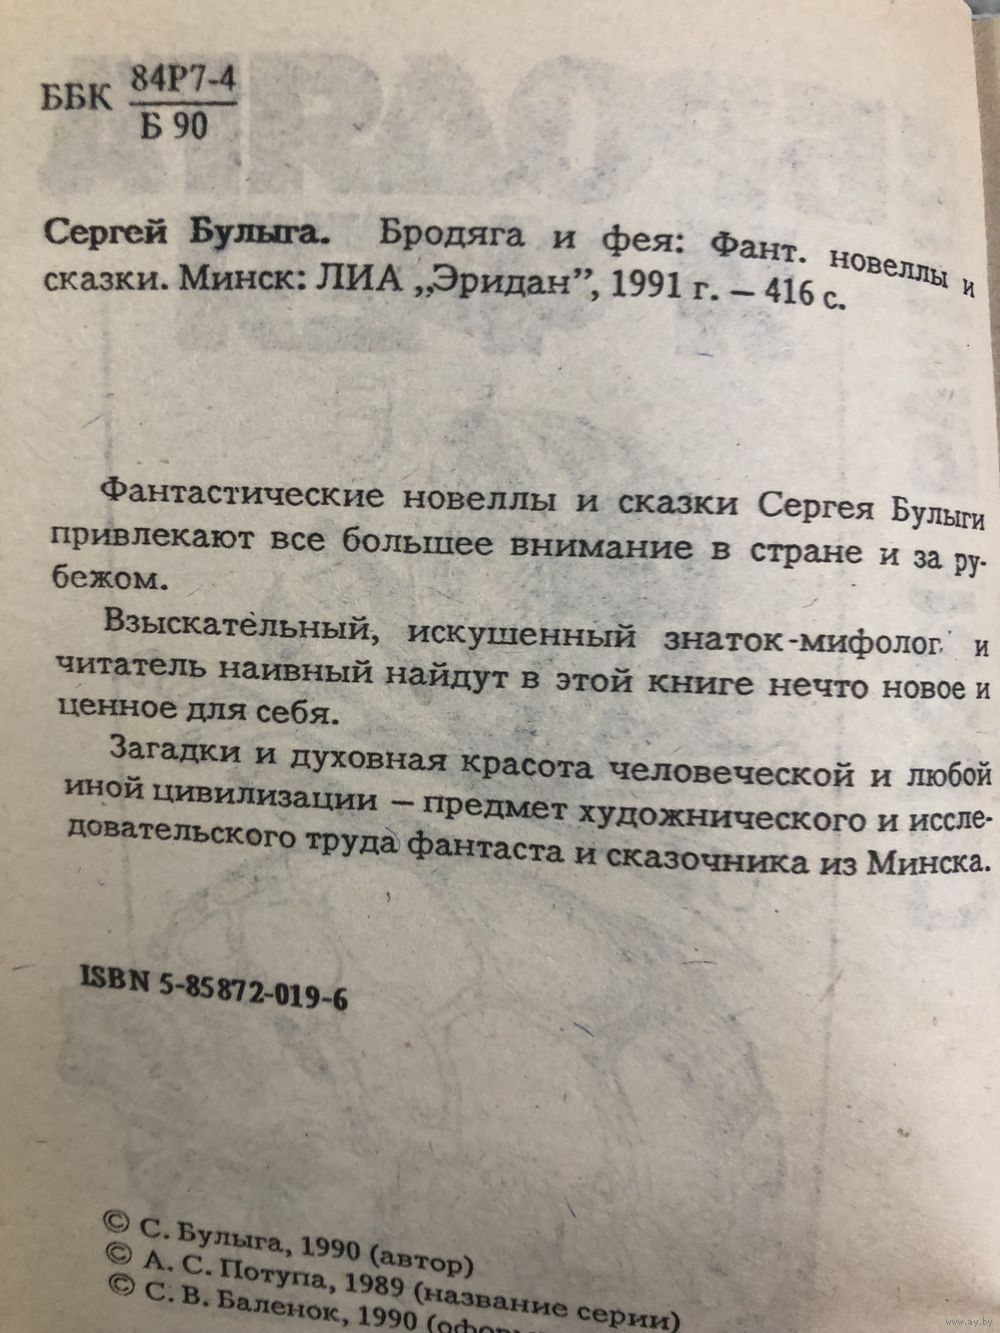 ББК 84Р7-4
Б 90
Сергей Булыга. Бродяга и фея: Фант. новеллы и
сказки. Минск: ЛИА „Эридан”, 1991 г. — 416 с.
Фантастические новеллы и сказки Сергея Булыги
привлекают все большее внимание в стране и за ру-
бежом.
Взыскательный, искушенный знаток-мифолог и
читатель наивный найдут в этой книге нечто новое и
ценное для себя.
Загадки и духовная красота человеческой и любой
иной цивилизации — предмет художнического и иссле-
довательского труда фантаста и сказочника из Минска.
ISBN 5-85872-019-6
© С. Булыга, 1990 (автор)
© А. С. Потупа, 1989 (название серии)
© С. В. Баленок, 1990
www.ay.by